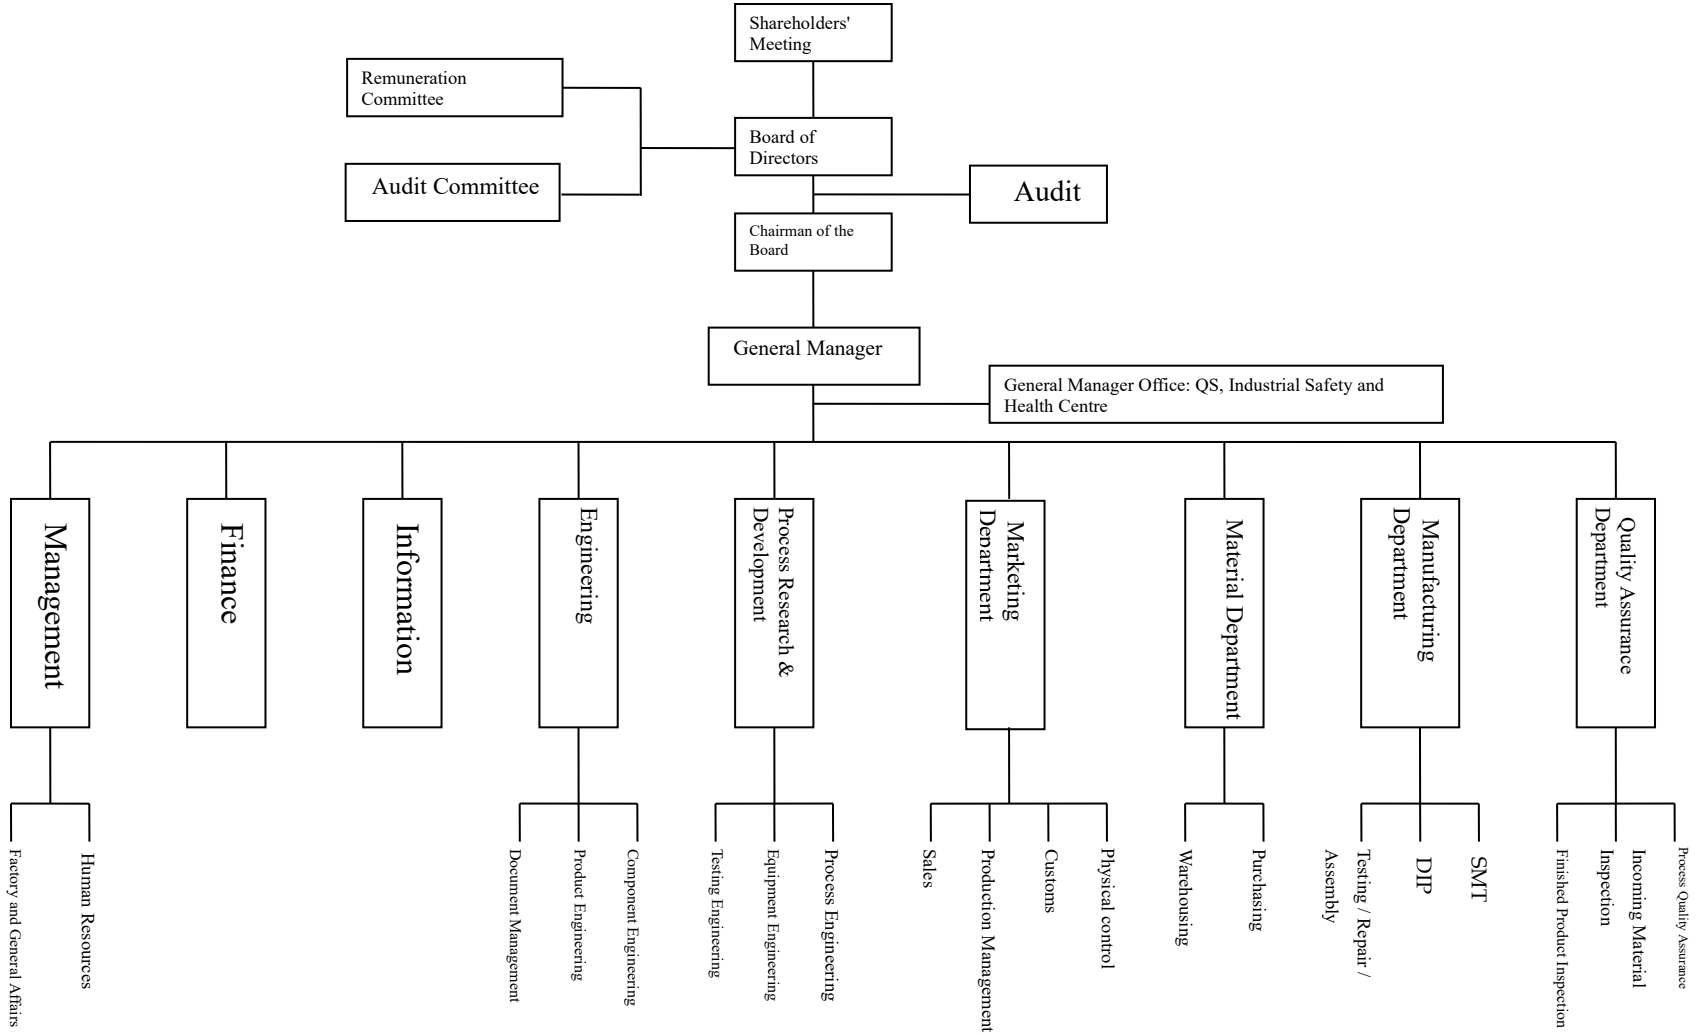 Shareholders'
Meeting
Remuneration
Committee
Board of
Directors
Audit Committee
Audit
Chairman of the
Board
General Manager
General Manager Office: QS, Industrial Safety and
Health Centre
Management
Finance
Information
Engineering
Process Research &
Development
Marketing
Department
Material Department
Manufacturing
Department
Quality Assurance
Department
Factory and General Affairs
Human Resources
Document Management
Product Engineering
Component Engineering
Testing Engineering
Equipment Engineering
Process Engineering
Sales
Production Management
Customs
Physical control
Warehousing
Purchasing
Testing / Repair /
Assembly
DIP
SMT
Finished Product Inspection
Incoming Material
Inspection
Process Quality Assurance